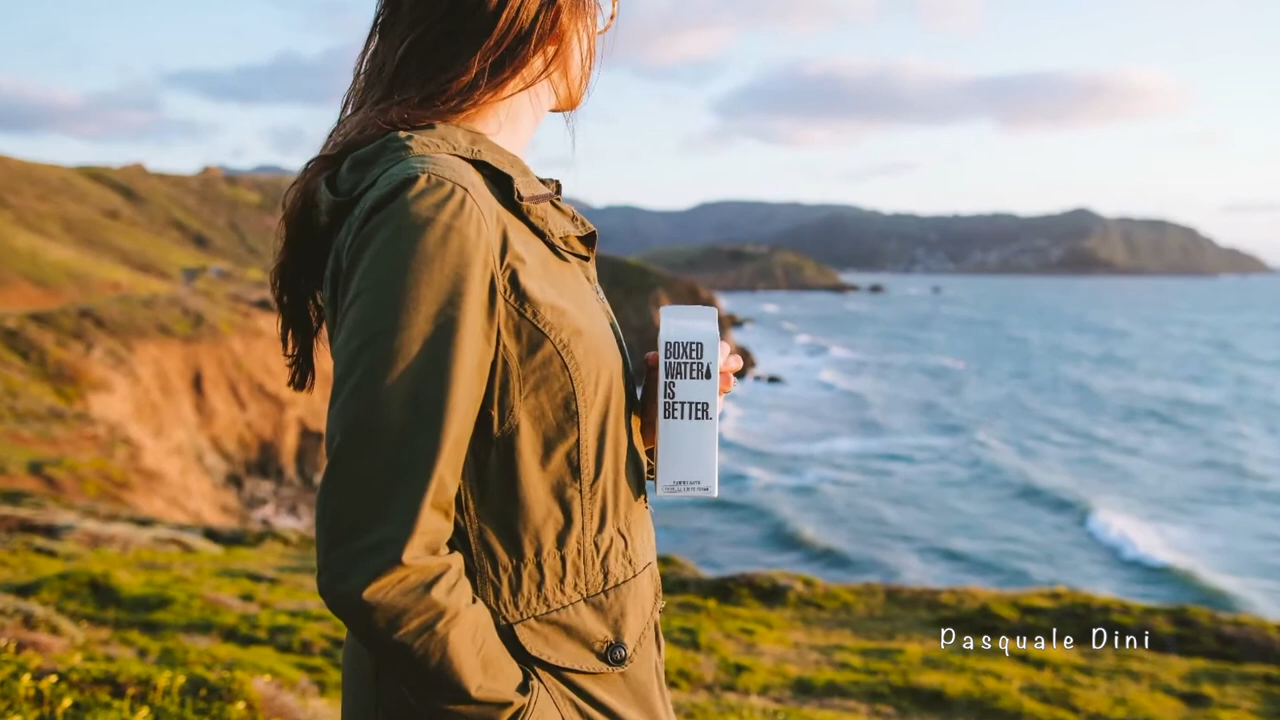 BOXED
WATER
IS
BETTER.
Pasquale Dini